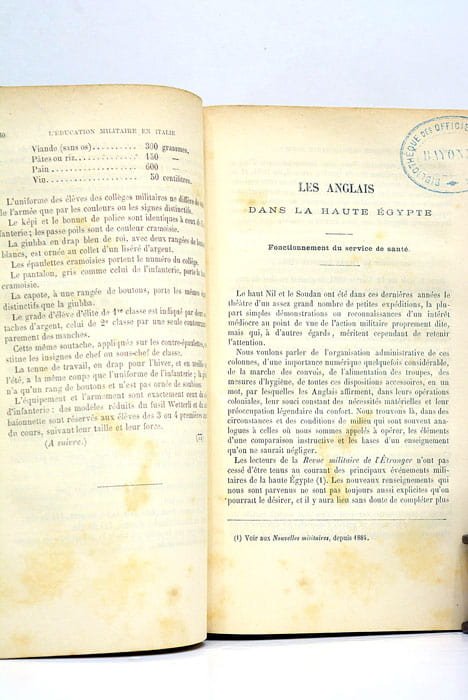 L'ÉDUCATION MILITAIRE EN ITALIE
Viande (sans os)........... 300 grammes.
Pâtes ou riz............... 150 —
Pain....................... 600 —
Vin........................ 50 centilitres.
L'uniforme des élèves des collèges militaires ne diffère de
de l'armée que par les couleurs ou les signes distinctifs.
Le képi et le bonnet de police sont identiques à ceux de
fanterie; les passe poils sont de couleur cramoisie.
La giubba en drap bleu de roi, avec deux rangées de
blancs, est ornée au collet d'un liséré d'argent.
Les épaulettes cramoisies portent le numéro du collège.
Le pantalon, gris comme celui de l'infanterie, porte
cramoisie.
La capote, à une rangée de boutons, porte les mêmes
distinctifs que la giubba.
Le grade d'élève d'élite de 1re classe est indiqué par deux
taches d'argent, celui de 2e classe par une seule
parement des manches.
Cette même soutache, appliquée sur les contre-épaulettes,
stitue les insignes de chef ou sous-chef de classe.
La tenue de travail, en drap pour l'hiver, et en
l'été, a la même coupe que l'uniforme de l'infanterie;
n'a qu'un rang de boutons et n'est pas ornée de
L'équipement et l'armement sont exactement ceux
d'infanterie: des modèles réduits du fusil Wetterli et du
baïonnette sont réservés aux élèves des 3 ou 4 premières
du cours, suivant leur taille et leur force.
(A suivre.) (77)
BIBLIOTHÈQUE DES OFFICIE
BAYONN
LES ANGLAIS
DANS LA HAUTE ÉGYPTE
Fonctionnement du service de santé.
Le haut Nil et le Soudan ont été dans ces dernières années le
théâtre d'un assez grand nombre de petites expéditions, la plu-
part simples démonstrations ou reconnaissances d'un intérêt
médiocre au point de vue de l'action militaire proprement dite,
mais qui, à d'autres égards, méritent cependant de retenir
l'attention.
Nous voulons parler de l'organisation administrative de ces
colonnes, d'une importance numérique quelquefois considérable,
de la marche des convois, de l'alimentation des troupes, des
mesures d'hygiène, de toutes ces dispositions accessoires, en un
mot, par lesquelles les Anglais affirment, dans leurs opérations
coloniales, leur souci constant des nécessités matérielles et leur
préoccupation légendaire du confort. Nous trouvons là, dans des
circonstances et des conditions de milieu qui sont souvent ana-
logues à celles où nous sommes appelés à opérer, les éléments
d'une comparaison instructive et les bases d'un enseignement
qu'on ne saurait négliger.
Les lecteurs de la Revue militaire de l'Étranger n'ont pas
cessé d'être tenus au courant des principaux événements mili-
taires de la haute Égypte (1). Les nouveaux renseignements qui
nous sont parvenus ne sont pas toujours aussi explicites qu'on
pourrait le désirer, et il y aura lieu sans doute de compléter plus
(1) Voir aux Nouvelles militaires, depuis 1884.